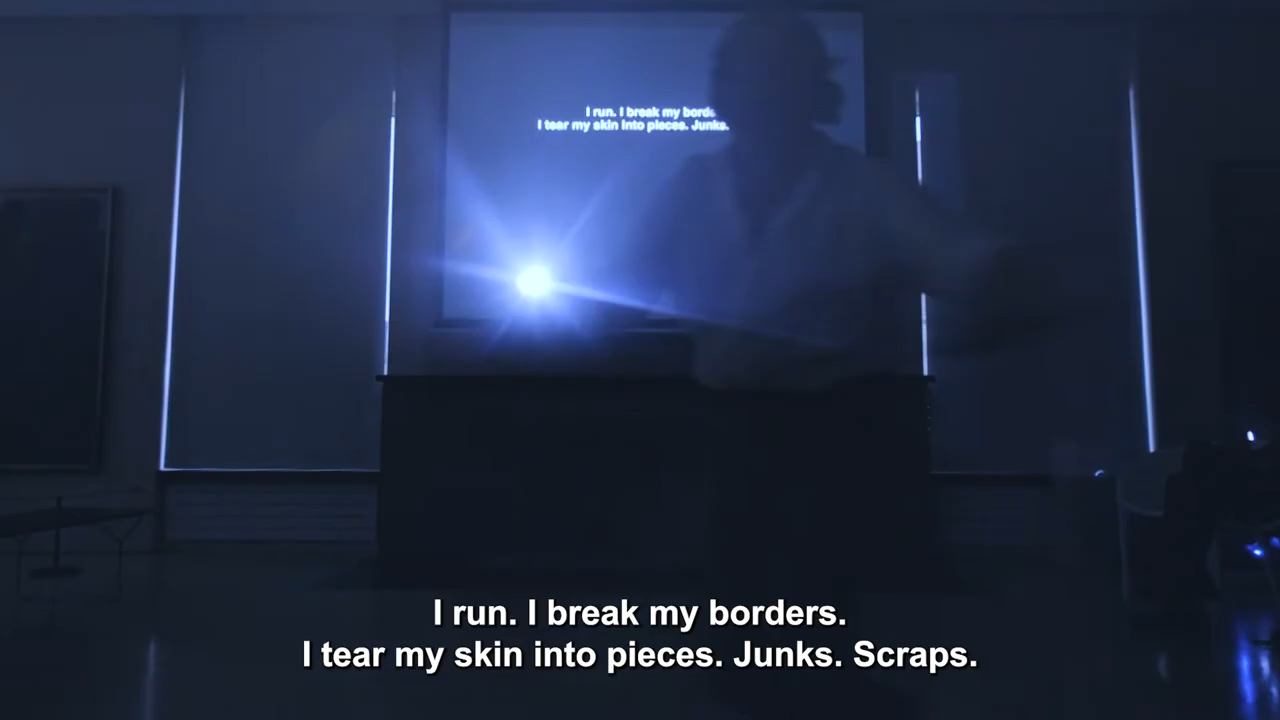 I run. I break my bord
I tear my skin into pieces. Junks.
I run. I break my borders.
I tear my skin into pieces. Junks. Scraps.